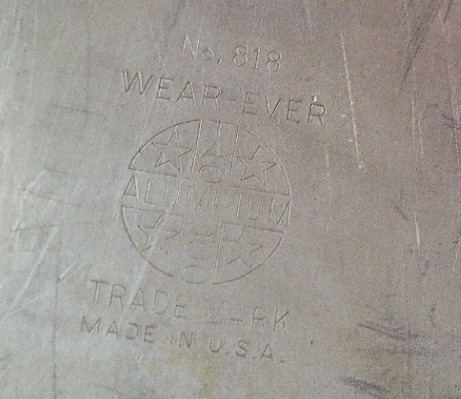 No. 818
WEAR-EVER
ALUMINUM
TRADE MARK
MADE IN U.S.A.